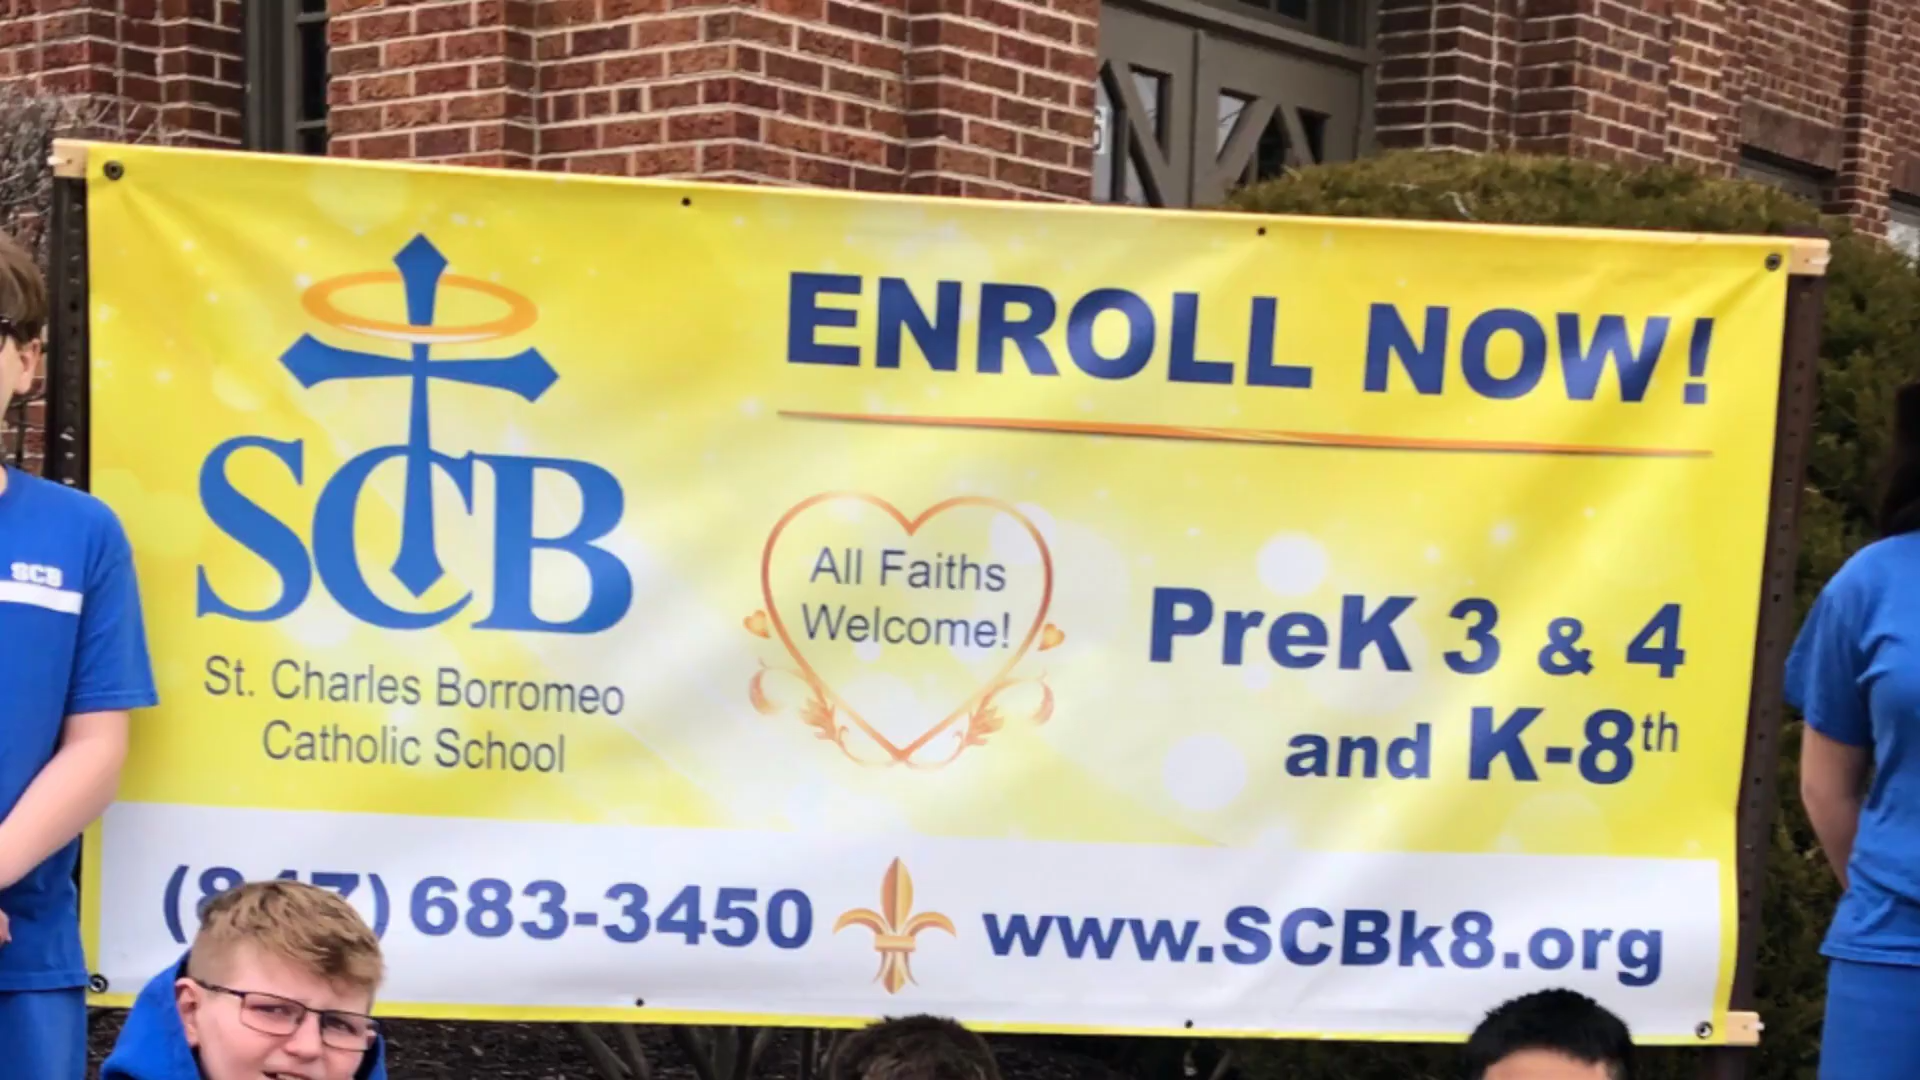 SCB
St. Charles Borromeo
Catholic School
ENROLL NOW!
All Faiths
Welcome!
PreK 3 & 4
and K-8th
(847) 683-3450
www.SCBk8.org
SCB